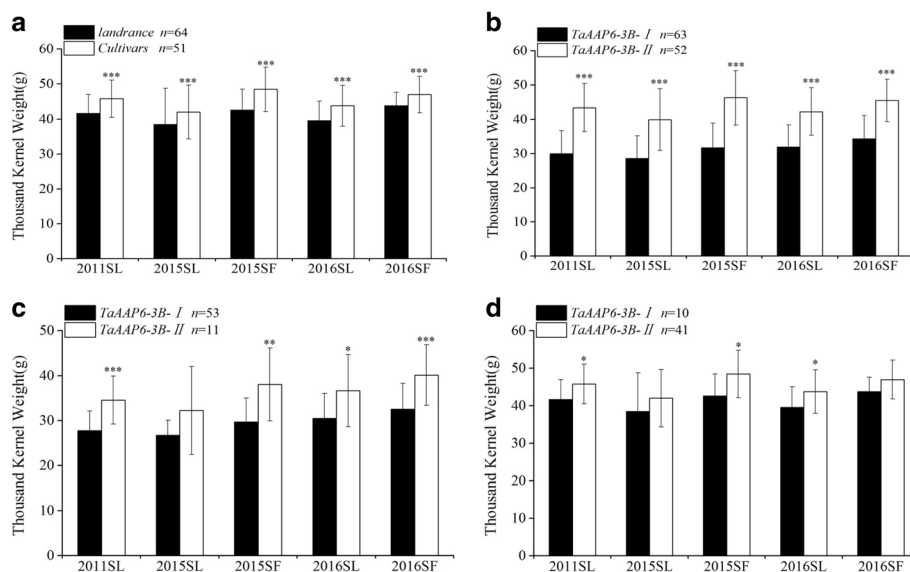 a
landrance n=64
Cultivars n=51
Thousand Kernel Weight(g)
60
50
40
30
20
10
0
***
***
***
***
***
2011SL 2015SL 2015SF 2016SL 2016SF
b
TaAAP6-3B-Ⅰ n=63
TaAAP6-3B-Ⅱ n=52
Thousand Kernel Weight(g)
60
50
40
30
20
10
0
***
***
***
***
***
2011SL 2015SL 2015SF 2016SL 2016SF
c
TaAAP6-3B-Ⅰ n=53
TaAAP6-3B-Ⅱ n=11
Thousand Kernel Weight(g)
50
40
30
20
10
0
***
**
*
***
2011SL 2015SL 2015SF 2016SL 2016SF
d
TaAAP6-3B-Ⅰ n=10
TaAAP6-3B-Ⅱ n=41
Thousand Kernel Weight(g)
60
50
40
30
20
10
0
*
*
*
2011SL 2015SL 2015SF 2016SL 2016SF